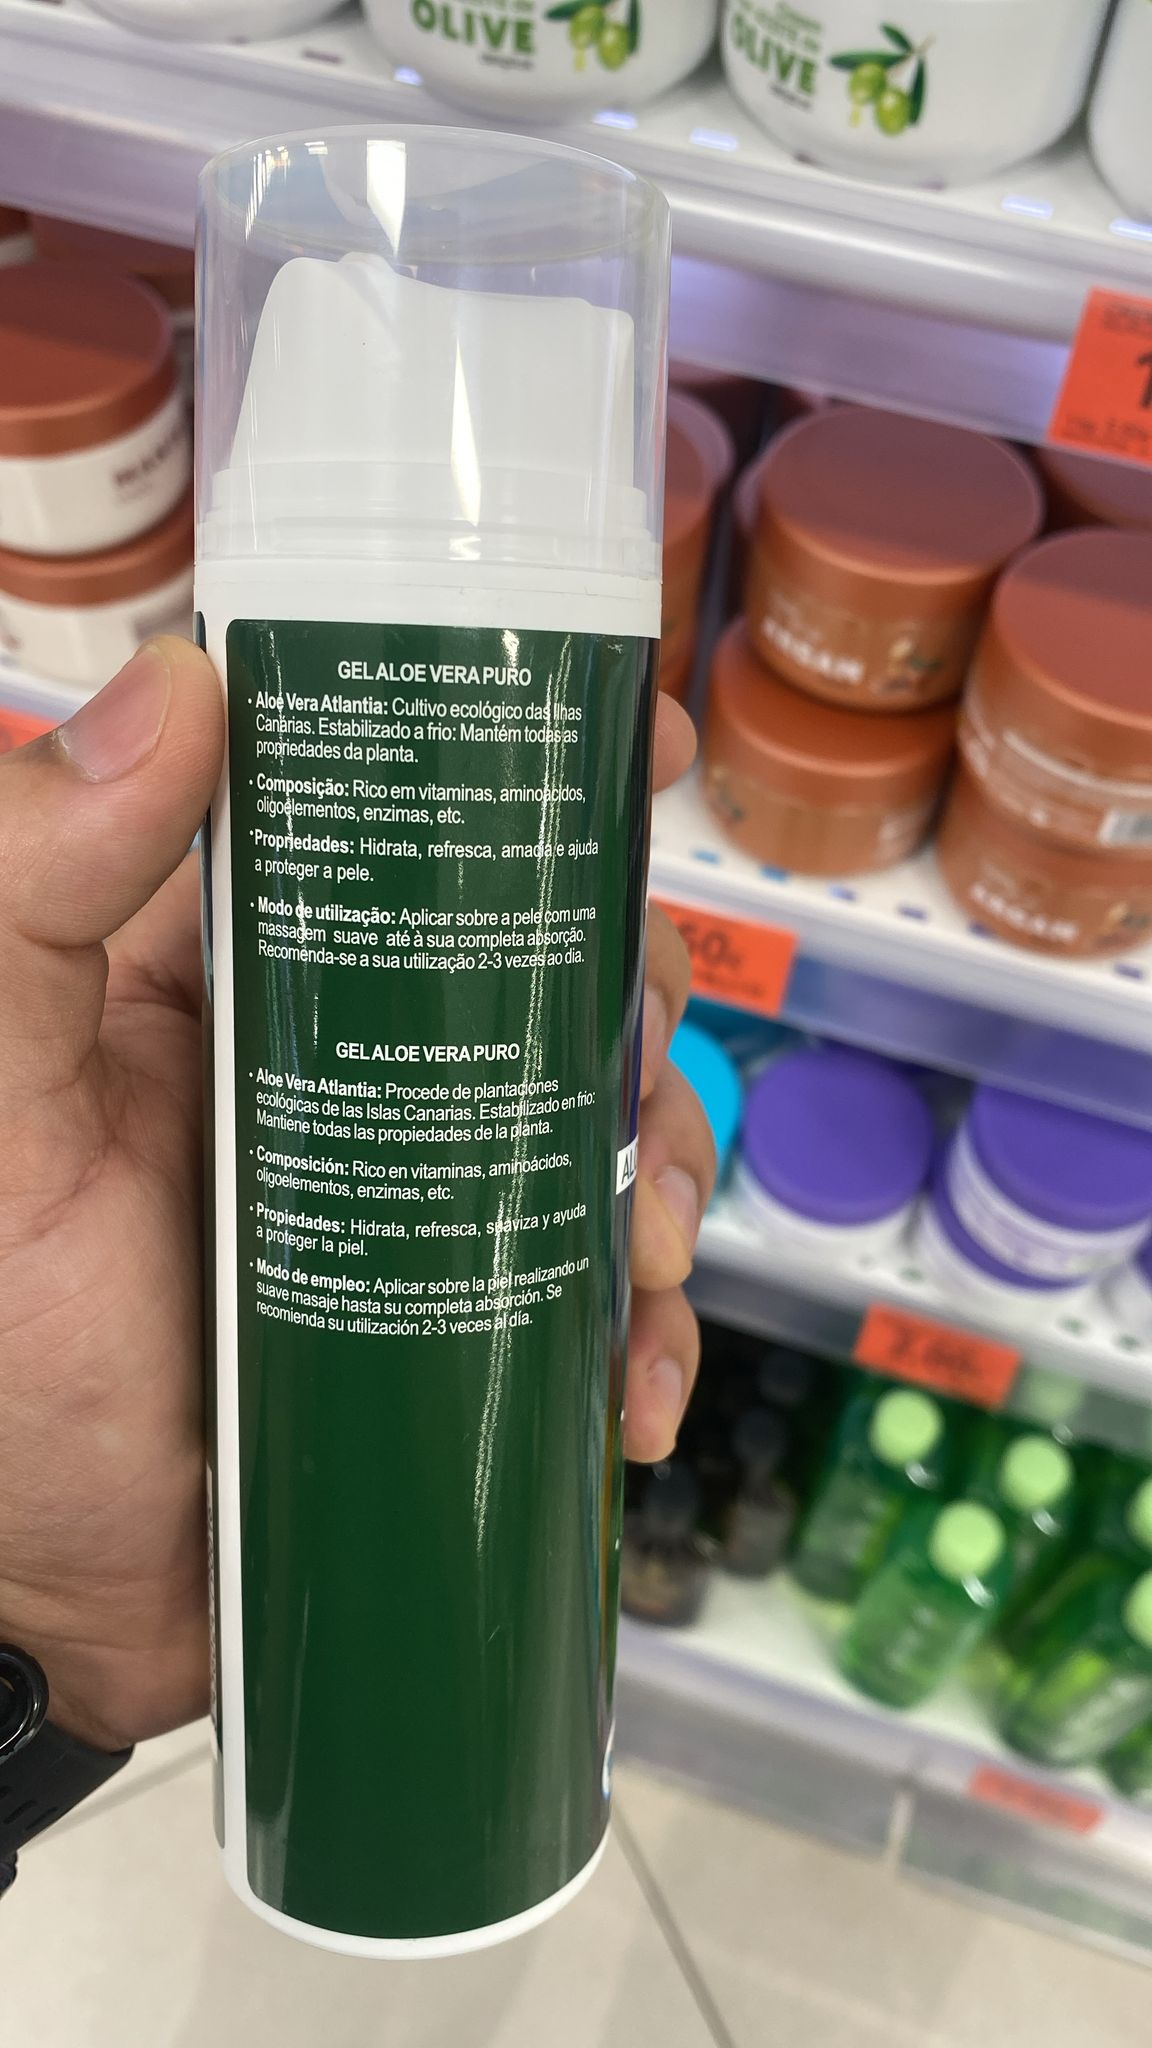 OLIVE
OLIVE
GEL ALOE VERA PURO
• Aloe Vera Atlantia: Cultivo ecológico das Ilhas
Canárias. Estabilizado a frio: Mantém todas as
propriedades da planta.
• Composição: Rico em vitaminas, aminoácidos,
oligoelementos, enzimas, etc.
• Propriedades: Hidrata, refresca, amacia e ajuda
a proteger a pele.
• Modo de utilização: Aplicar sobre a pele com uma
massagem suave até à sua completa absorção.
Recomenda-se a sua utilização 2-3 vezes ao dia.
GEL ALOE VERA PURO
• Aloe Vera Atlantia: Procede de plantaciones
ecológicas de las Islas Canarias. Estabilizado en frio:
Mantiene todas las propiedades de la planta.
• Composición: Rico en vitaminas, aminoácidos,
oligoelementos, enzimas, etc.
• Propiedades: Hidrata, refresca, suaviza y ayuda
a proteger la piel.
• Modo de empleo: Aplicar sobre la piel realizando un
suave masaje hasta su completa absorción. Se
recomienda su utilización 2-3 veces al día.
ARGAN
ARGAN